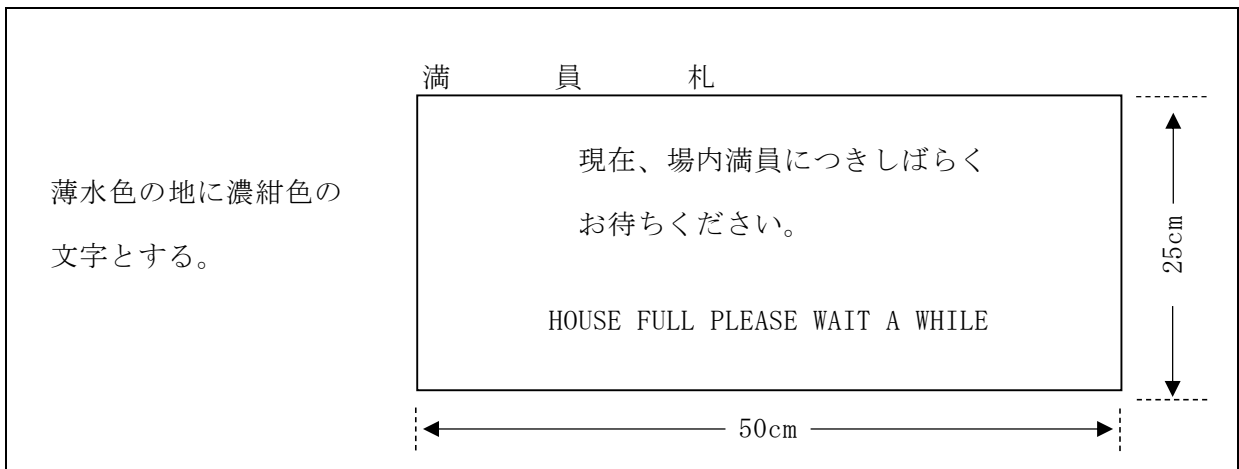 満員札
現在、場内満員につきしばらく
お待ちください。
HOUSE FULL PLEASE WAIT A WHILE
薄水色の地に濃紺色の
文字とする。
25cm
50cm